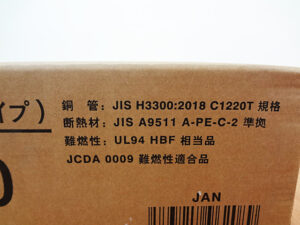 銅 管: JIS H3300:2018 C1220T 規格
イプ)
断熱材: JIS A9511 A-PE-C-2 準拠
難燃性: UL94 HBF 相当品
JCDA 0009 難燃性適合品
0
JAN